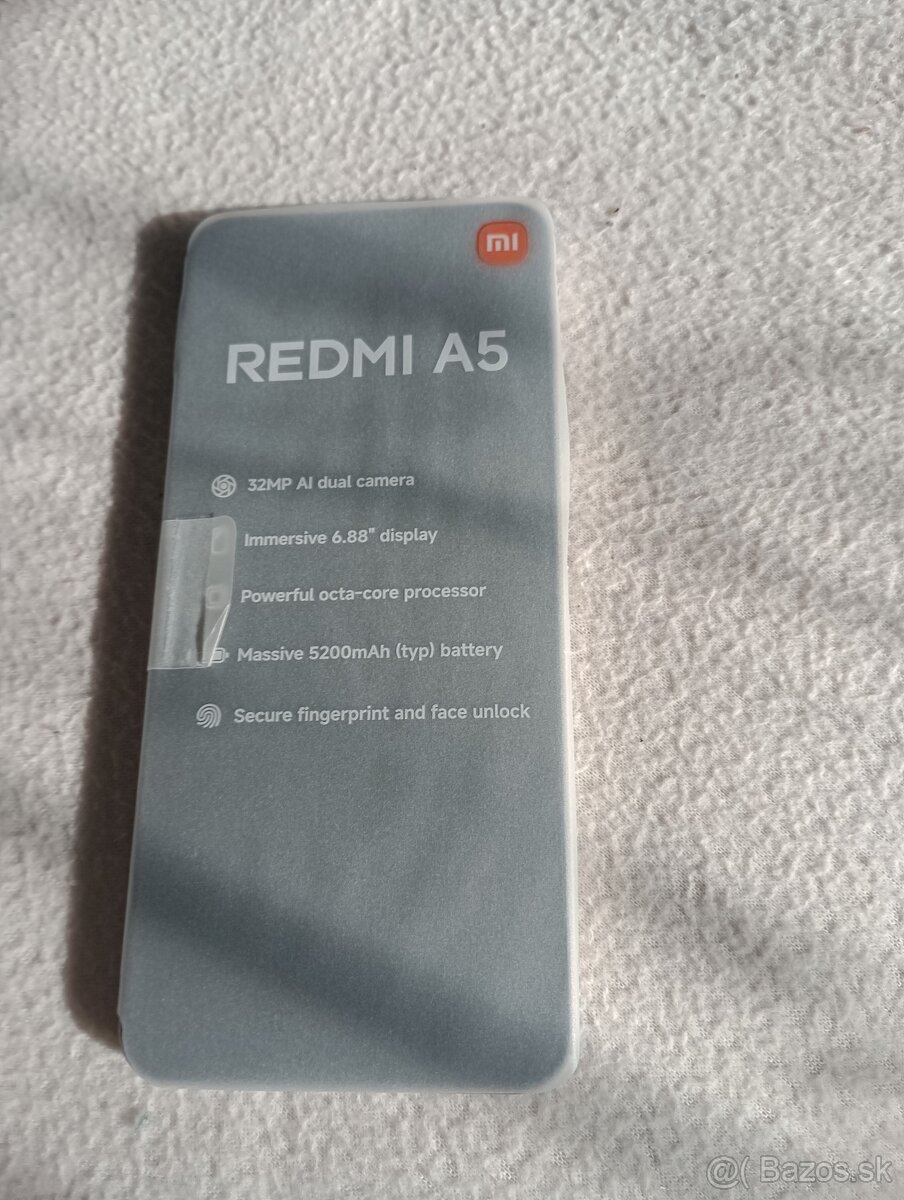 mi
REDMI A5
32MP AI dual camera
Immersive 6.88" display
Powerful octa-core processor
Massive 5200mAh (typ) battery
Secure fingerprint and face unlock
@( Bazos.sk